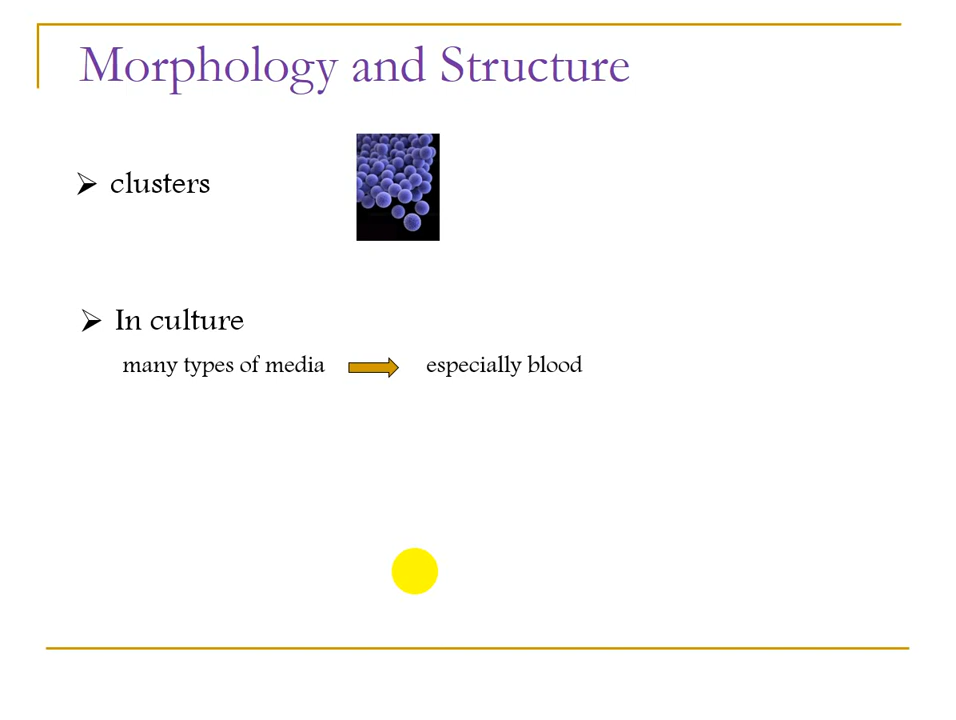 Morphology and Structure
clusters
In culture
many types of media especially blood